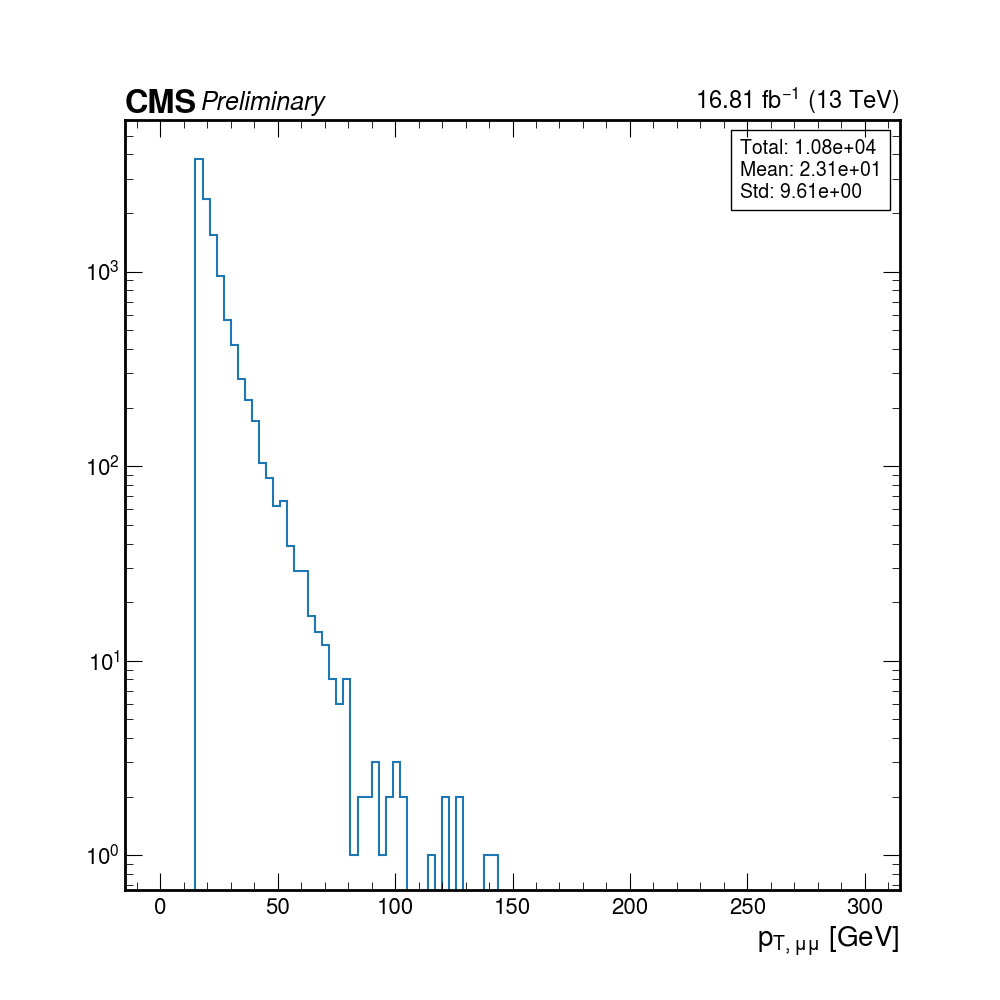 CMS Preliminary 16.81 fb⁻¹ (13 TeV)
Total: 1.08e+04
Mean: 2.31e+01
Std: 9.61e+00
10³
10²
10¹
10⁰
0 50 100 150 200 250 300
pT, μμ [GeV]